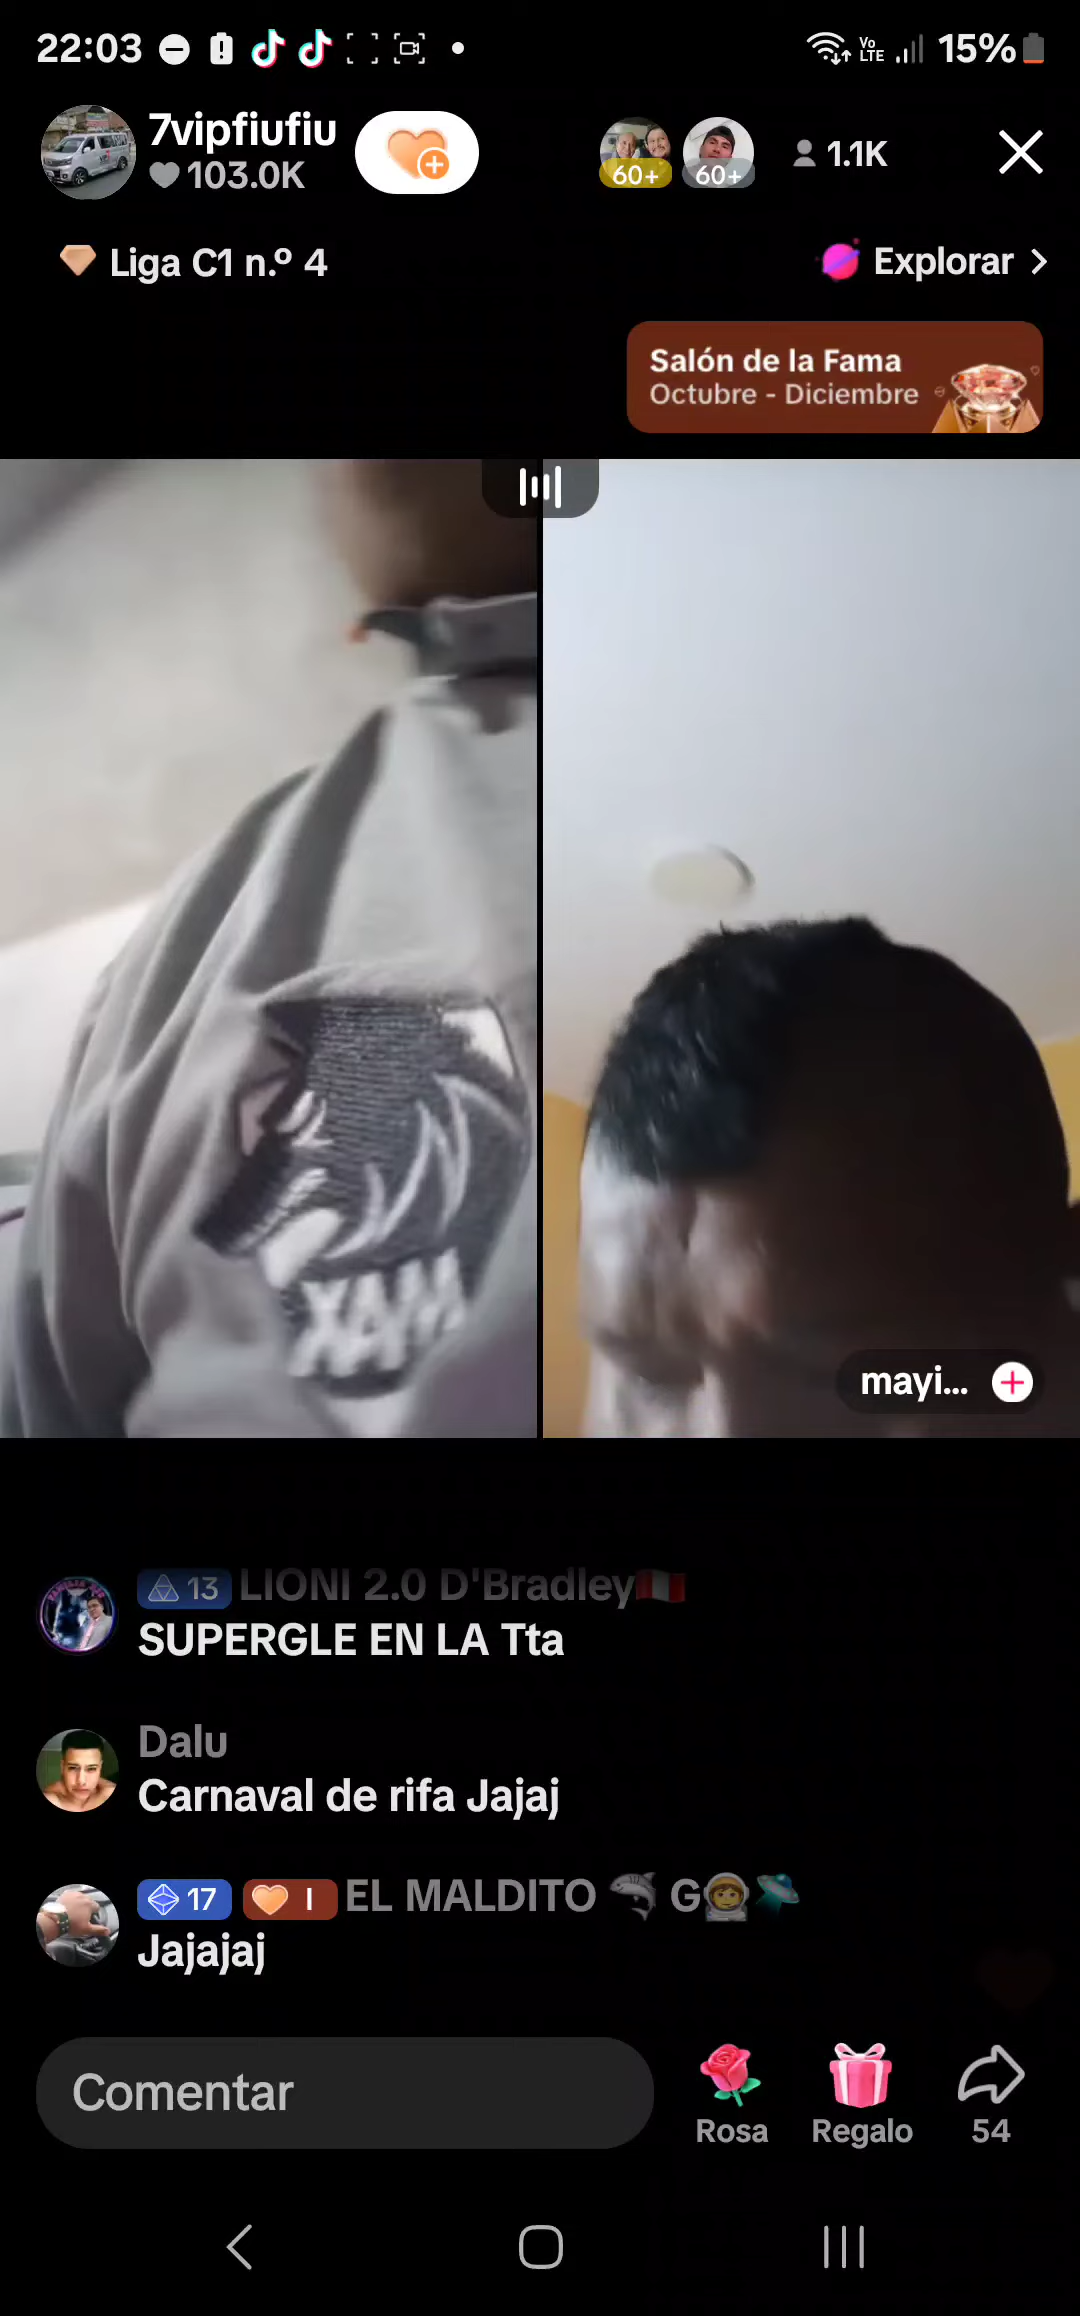 22:03
Vo
LTE
15%
7vipfiufiu
103.0K
60+
60+
1.1K
Liga C1 n.º 4
Explorar
Salón de la Fama
Octubre - Diciembre
mayi...
13 LIONI 2.0 D'Bradley
SUPERGLE EN LA Tta
Dalu
Carnaval de rifa Jajaj
17 I EL MALDITO G
Jajajaj
Comentar
Rosa
Regalo
54